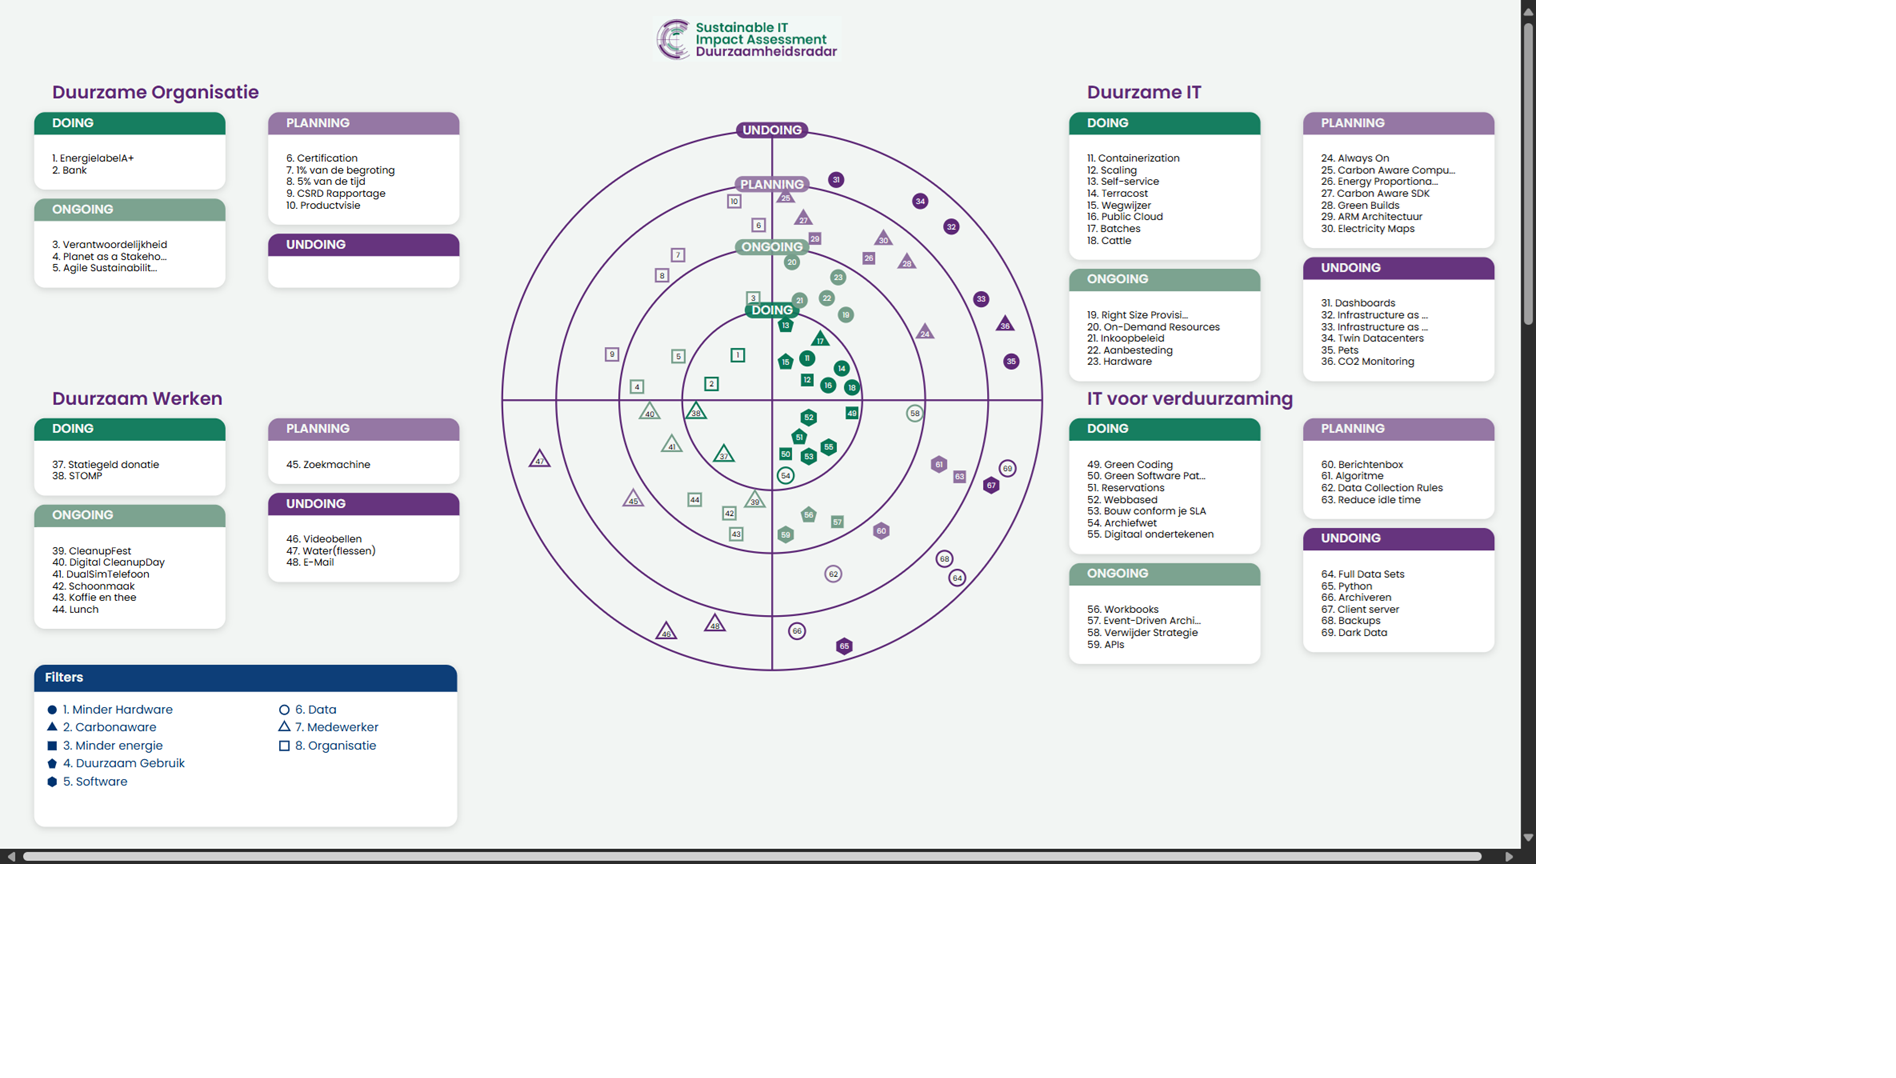 Sustainable IT
Impact Assessment
Duurzaamheidsradar
Duurzame Organisatie
DOING
1. EnergielabelA+
2. Bank
ONGOING
3. Verantwoordelijkheid
4. Planet as a Stakeho...
5. Agile Sustainabilit...
PLANNING
6. Certification
7. 1% van de begroting
8. 5% van de tijd
9. CSRD Rapportage
10. Productvisie
UNDOING
Duurzaam Werken
DOING
37. Statiegeld donatie
38. STOMP
ONGOING
39. CleanupFest
40. Digital CleanupDay
41. DualSimTelefoon
42. Schoonmaak
43. Koffie en thee
44. Lunch
PLANNING
45. Zoekmachine
UNDOING
46. Videobellen
47. Water(flessen)
48. E-Mail
Filters
1. Minder Hardware
2. Carbonaware
3. Minder energie
4. Duurzaam Gebruik
5. Software
6. Data
7. Medewerker
8. Organisatie
UNDOING
31
PLANNING
10
25
34
27
6
32
29
30
ONGOING
7
26
28
20
8
23
3
21
22
33
DOING
19
13
36
24
17
9
5
1
15
11
35
14
12
4
2
16
18
40
38
52
49
58
51
41
55
37
50
53
47
61
69
54
63
67
45
44
39
42
56
57
43
59
60
68
62
64
46
48
66
65
Duurzame IT
DOING
11. Containerization
12. Scaling
13. Self-service
14. Terracost
15. Wegwijzer
16. Public Cloud
17. Batches
18. Cattle
ONGOING
19. Right Size Provisi...
20. On-Demand Resources
21. Inkoopbeleid
22. Aanbesteding
23. Hardware
PLANNING
24. Always On
25. Carbon Aware Compu...
26. Energy Proportiona...
27. Carbon Aware SDK
28. Green Builds
29. ARM Architectuur
30. Electricity Maps
UNDOING
31. Dashboards
32. Infrastructure as ...
33. Infrastructure as ...
34. Twin Datacenters
35. Pets
36. CO2 Monitoring
IT voor verduurzaming
DOING
49. Green Coding
50. Green Software Pat...
51. Reservations
52. Webbased
53. Bouw conform je SLA
54. Archiefwet
55. Digitaal ondertekenen
ONGOING
56. Workbooks
57. Event-Driven Archi...
58. Verwijder Strategie
59. APIs
PLANNING
60. Berichtenbox
61. Algoritme
62. Data Collection Rules
63. Reduce idle time
UNDOING
64. Full Data Sets
65. Python
66. Archiveren
67. Client server
68. Backups
69. Dark Data